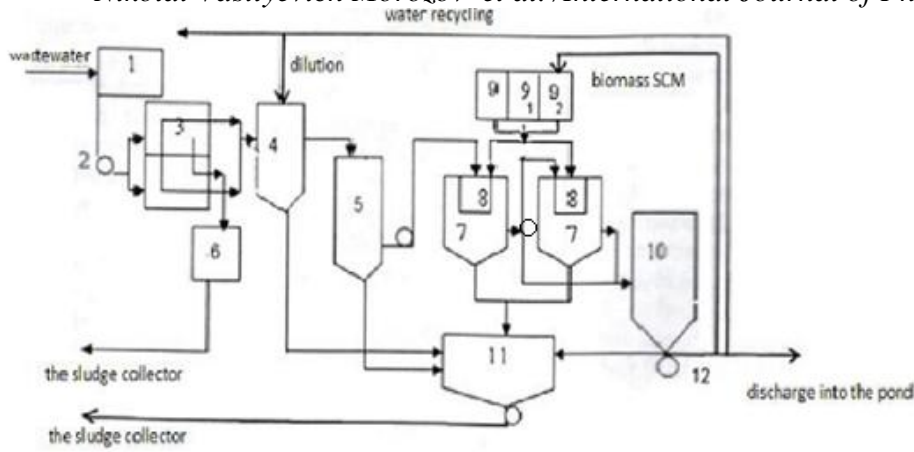 water recycling
wastewater
1
dilution
biomass SCM
9
9
1
9
2
3
4
2
5
8
8
7
7
6
10
11
the sludge collector
12
discharge into the pond
the sludge collector